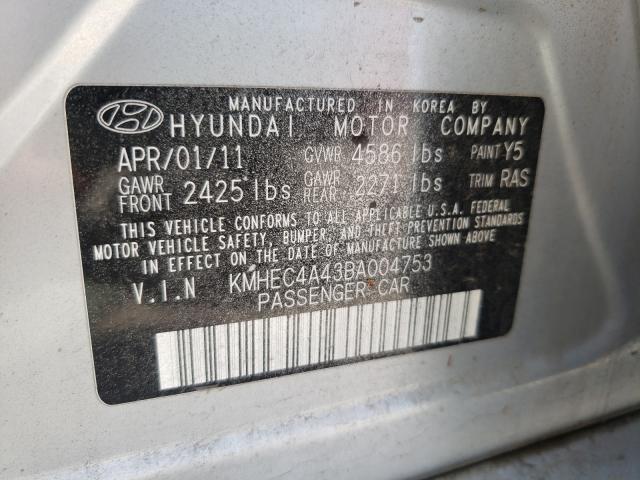 MANUFACTURED IN KOREA BY
HYUNDAI MOTOR COMPANY
APR/01/11 GVWR 4586 lbs PAINT Y5
GAWR FRONT 2425 lbs GAWR REAR 2271 lbs TRIM RAS
THIS VEHICLE CONFORMS TO ALL APPLICABLE U.S.A. FEDERAL
MOTOR VEHICLE SAFETY, BUMPER, AND THEFT PREVENTION STANDARDS
IN EFFECT ON THE DATE OF MANUFACTURE SHOWN ABOVE
V.I.N KMHEC4A43BA004753
PASSENGER CAR